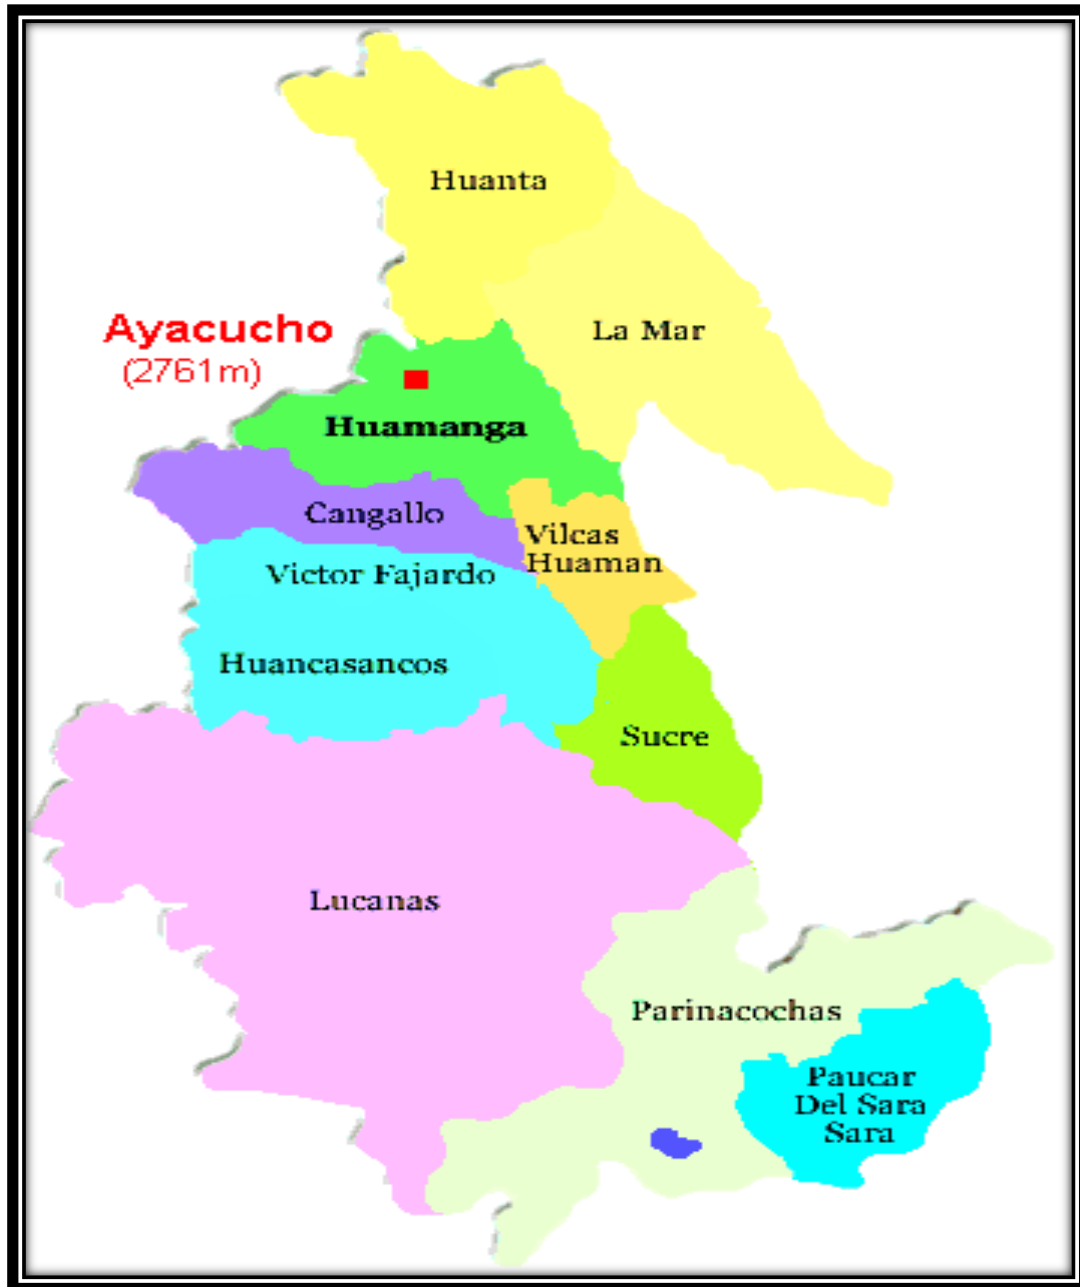 Huanta
Ayacucho
(2761m)
La Mar
Huamanga
Cangallo
Vilcas
Huaman
Victor Fajardo
Huancasancos
Sucre
Lucanas
Parinacochas
Paucar
Del Sara
Sara